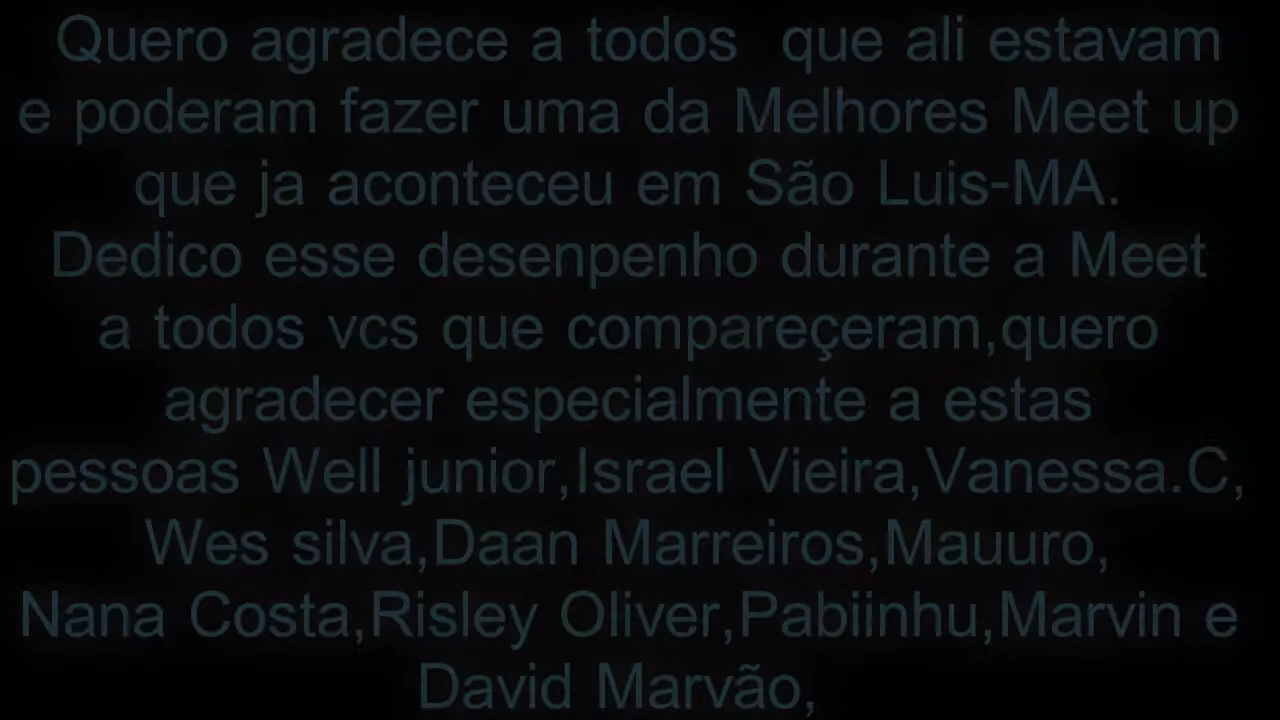 Quero agradece a todos  que ali estavam
e poderam fazer uma da Melhores Meet up
que ja aconteceu em São Luis-MA.
Dedico esse desenpenho durante a Meet
a todos vcs que compareçeram,quero
agradecer especialmente a estas
pessoas Well junior,Israel Vieira,Vanessa.C,
Wes silva,Daan Marreiros,Mauuro,
Nana Costa,Risley Oliver,Pabiinhu,Marvin e
David Marvão,